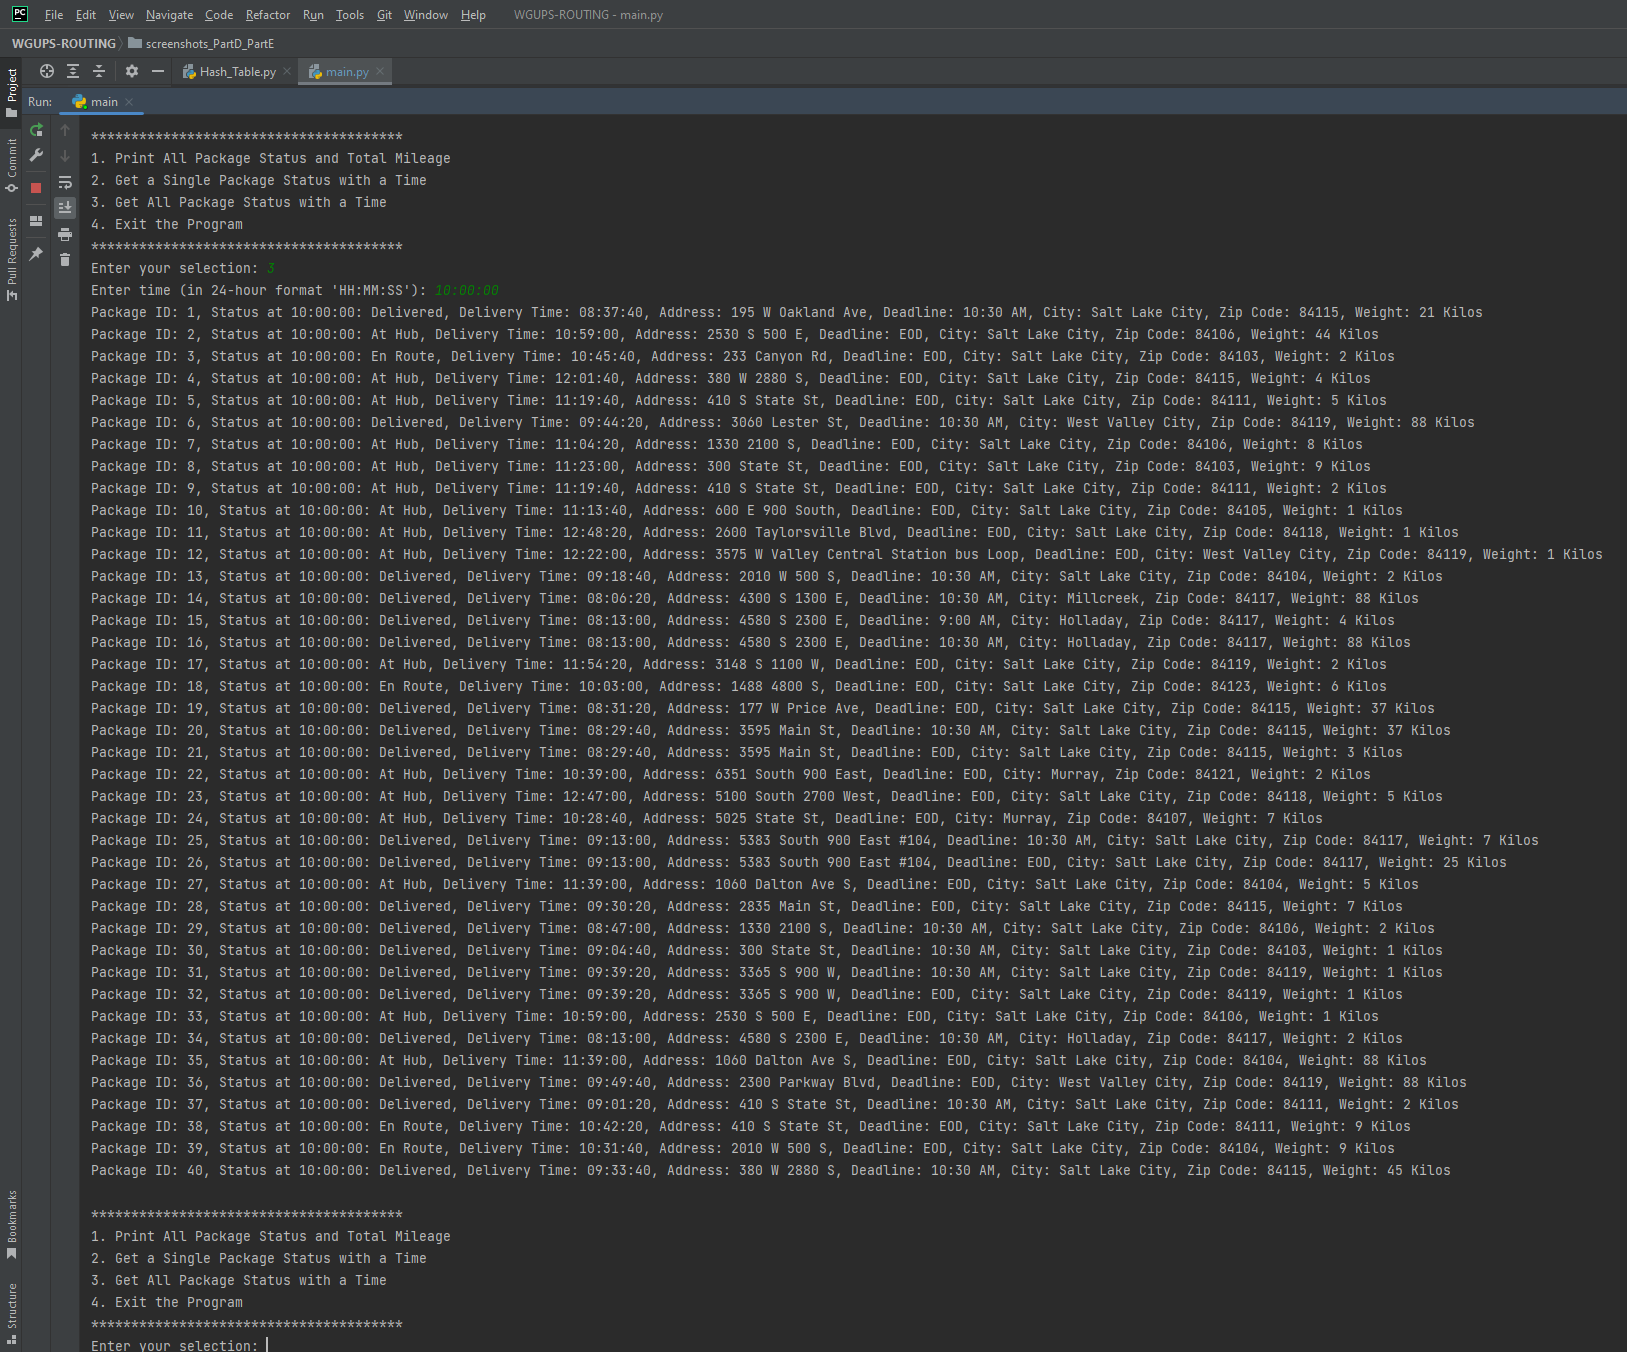 PC File Edit View Navigate Code Refactor Run Tools Git Window Help WGUPS-ROUTING - main.py
WGUPS-ROUTING screenshots_PartD_PartE
Project
Hash_Table.py main.py
Run: main
Commit
Pull Requests
***************************************
1. Print All Package Status and Total Mileage
2. Get a Single Package Status with a Time
3. Get All Package Status with a Time
4. Exit the Program
***************************************
Enter your selection: 3
Enter time (in 24-hour format 'HH:MM:SS'): 10:00:00
Package ID: 1, Status at 10:00:00: Delivered, Delivery Time: 08:37:40, Address: 195 W Oakland Ave, Deadline: 10:30 AM, City: Salt Lake City, Zip Code: 84115, Weight: 21 Kilos
Package ID: 2, Status at 10:00:00: At Hub, Delivery Time: 10:59:00, Address: 2530 S 500 E, Deadline: EOD, City: Salt Lake City, Zip Code: 84106, Weight: 44 Kilos
Package ID: 3, Status at 10:00:00: En Route, Delivery Time: 10:45:40, Address: 233 Canyon Rd, Deadline: EOD, City: Salt Lake City, Zip Code: 84103, Weight: 2 Kilos
Package ID: 4, Status at 10:00:00: At Hub, Delivery Time: 12:01:40, Address: 380 W 2880 S, Deadline: EOD, City: Salt Lake City, Zip Code: 84115, Weight: 4 Kilos
Package ID: 5, Status at 10:00:00: At Hub, Delivery Time: 11:19:40, Address: 410 S State St, Deadline: EOD, City: Salt Lake City, Zip Code: 84111, Weight: 5 Kilos
Package ID: 6, Status at 10:00:00: Delivered, Delivery Time: 09:44:20, Address: 3060 Lester St, Deadline: 10:30 AM, City: West Valley City, Zip Code: 84119, Weight: 88 Kilos
Package ID: 7, Status at 10:00:00: At Hub, Delivery Time: 11:04:20, Address: 1330 2100 S, Deadline: EOD, City: Salt Lake City, Zip Code: 84106, Weight: 8 Kilos
Package ID: 8, Status at 10:00:00: At Hub, Delivery Time: 11:23:00, Address: 300 State St, Deadline: EOD, City: Salt Lake City, Zip Code: 84103, Weight: 9 Kilos
Package ID: 9, Status at 10:00:00: At Hub, Delivery Time: 11:19:40, Address: 410 S State St, Deadline: EOD, City: Salt Lake City, Zip Code: 84111, Weight: 2 Kilos
Package ID: 10, Status at 10:00:00: At Hub, Delivery Time: 11:13:40, Address: 600 E 900 South, Deadline: EOD, City: Salt Lake City, Zip Code: 84105, Weight: 1 Kilos
Package ID: 11, Status at 10:00:00: At Hub, Delivery Time: 12:48:20, Address: 2600 Taylorsville Blvd, Deadline: EOD, City: Salt Lake City, Zip Code: 84118, Weight: 1 Kilos
Package ID: 12, Status at 10:00:00: At Hub, Delivery Time: 12:22:00, Address: 3575 W Valley Central Station bus Loop, Deadline: EOD, City: West Valley City, Zip Code: 84119, Weight: 1 Kilos
Package ID: 13, Status at 10:00:00: Delivered, Delivery Time: 09:18:40, Address: 2010 W 500 S, Deadline: 10:30 AM, City: Salt Lake City, Zip Code: 84104, Weight: 2 Kilos
Package ID: 14, Status at 10:00:00: Delivered, Delivery Time: 08:06:20, Address: 4300 S 1300 E, Deadline: 10:30 AM, City: Millcreek, Zip Code: 84117, Weight: 88 Kilos
Package ID: 15, Status at 10:00:00: Delivered, Delivery Time: 08:13:00, Address: 4580 S 2300 E, Deadline: 9:00 AM, City: Holladay, Zip Code: 84117, Weight: 4 Kilos
Package ID: 16, Status at 10:00:00: Delivered, Delivery Time: 08:13:00, Address: 4580 S 2300 E, Deadline: 10:30 AM, City: Holladay, Zip Code: 84117, Weight: 88 Kilos
Package ID: 17, Status at 10:00:00: At Hub, Delivery Time: 11:54:20, Address: 3148 S 1100 W, Deadline: EOD, City: Salt Lake City, Zip Code: 84119, Weight: 2 Kilos
Package ID: 18, Status at 10:00:00: En Route, Delivery Time: 10:03:00, Address: 1488 4800 S, Deadline: EOD, City: Salt Lake City, Zip Code: 84123, Weight: 6 Kilos
Package ID: 19, Status at 10:00:00: Delivered, Delivery Time: 08:31:20, Address: 177 W Price Ave, Deadline: EOD, City: Salt Lake City, Zip Code: 84115, Weight: 37 Kilos
Package ID: 20, Status at 10:00:00: Delivered, Delivery Time: 08:29:40, Address: 3595 Main St, Deadline: 10:30 AM, City: Salt Lake City, Zip Code: 84115, Weight: 37 Kilos
Package ID: 21, Status at 10:00:00: Delivered, Delivery Time: 08:29:40, Address: 3595 Main St, Deadline: EOD, City: Salt Lake City, Zip Code: 84115, Weight: 3 Kilos
Package ID: 22, Status at 10:00:00: At Hub, Delivery Time: 10:39:00, Address: 6351 South 900 East, Deadline: EOD, City: Murray, Zip Code: 84121, Weight: 2 Kilos
Package ID: 23, Status at 10:00:00: At Hub, Delivery Time: 12:47:00, Address: 5100 South 2700 West, Deadline: EOD, City: Salt Lake City, Zip Code: 84118, Weight: 5 Kilos
Package ID: 24, Status at 10:00:00: At Hub, Delivery Time: 10:28:40, Address: 5025 State St, Deadline: EOD, City: Murray, Zip Code: 84107, Weight: 7 Kilos
Package ID: 25, Status at 10:00:00: Delivered, Delivery Time: 09:13:00, Address: 5383 South 900 East #104, Deadline: 10:30 AM, City: Salt Lake City, Zip Code: 84117, Weight: 7 Kilos
Package ID: 26, Status at 10:00:00: Delivered, Delivery Time: 09:13:00, Address: 5383 South 900 East #104, Deadline: EOD, City: Salt Lake City, Zip Code: 84117, Weight: 25 Kilos
Package ID: 27, Status at 10:00:00: At Hub, Delivery Time: 11:39:00, Address: 1060 Dalton Ave S, Deadline: EOD, City: Salt Lake City, Zip Code: 84104, Weight: 5 Kilos
Package ID: 28, Status at 10:00:00: Delivered, Delivery Time: 09:30:20, Address: 2835 Main St, Deadline: EOD, City: Salt Lake City, Zip Code: 84115, Weight: 7 Kilos
Package ID: 29, Status at 10:00:00: Delivered, Delivery Time: 08:47:00, Address: 1330 2100 S, Deadline: 10:30 AM, City: Salt Lake City, Zip Code: 84106, Weight: 2 Kilos
Package ID: 30, Status at 10:00:00: Delivered, Delivery Time: 09:04:40, Address: 300 State St, Deadline: 10:30 AM, City: Salt Lake City, Zip Code: 84103, Weight: 1 Kilos
Package ID: 31, Status at 10:00:00: Delivered, Delivery Time: 09:39:20, Address: 3365 S 900 W, Deadline: 10:30 AM, City: Salt Lake City, Zip Code: 84119, Weight: 1 Kilos
Package ID: 32, Status at 10:00:00: Delivered, Delivery Time: 09:39:20, Address: 3365 S 900 W, Deadline: EOD, City: Salt Lake City, Zip Code: 84119, Weight: 1 Kilos
Package ID: 33, Status at 10:00:00: At Hub, Delivery Time: 10:59:00, Address: 2530 S 500 E, Deadline: EOD, City: Salt Lake City, Zip Code: 84106, Weight: 1 Kilos
Package ID: 34, Status at 10:00:00: Delivered, Delivery Time: 08:13:00, Address: 4580 S 2300 E, Deadline: 10:30 AM, City: Holladay, Zip Code: 84117, Weight: 2 Kilos
Package ID: 35, Status at 10:00:00: At Hub, Delivery Time: 11:39:00, Address: 1060 Dalton Ave S, Deadline: EOD, City: Salt Lake City, Zip Code: 84104, Weight: 88 Kilos
Package ID: 36, Status at 10:00:00: Delivered, Delivery Time: 09:49:40, Address: 2300 Parkway Blvd, Deadline: EOD, City: West Valley City, Zip Code: 84119, Weight: 88 Kilos
Package ID: 37, Status at 10:00:00: Delivered, Delivery Time: 09:01:20, Address: 410 S State St, Deadline: 10:30 AM, City: Salt Lake City, Zip Code: 84111, Weight: 2 Kilos
Package ID: 38, Status at 10:00:00: En Route, Delivery Time: 10:42:20, Address: 410 S State St, Deadline: EOD, City: Salt Lake City, Zip Code: 84111, Weight: 9 Kilos
Package ID: 39, Status at 10:00:00: En Route, Delivery Time: 10:31:40, Address: 2010 W 500 S, Deadline: EOD, City: Salt Lake City, Zip Code: 84104, Weight: 9 Kilos
Package ID: 40, Status at 10:00:00: Delivered, Delivery Time: 09:33:40, Address: 380 W 2880 S, Deadline: 10:30 AM, City: Salt Lake City, Zip Code: 84115, Weight: 45 Kilos
***************************************
1. Print All Package Status and Total Mileage
2. Get a Single Package Status with a Time
3. Get All Package Status with a Time
4. Exit the Program
***************************************
Enter your selection:
Bookmarks
Structure